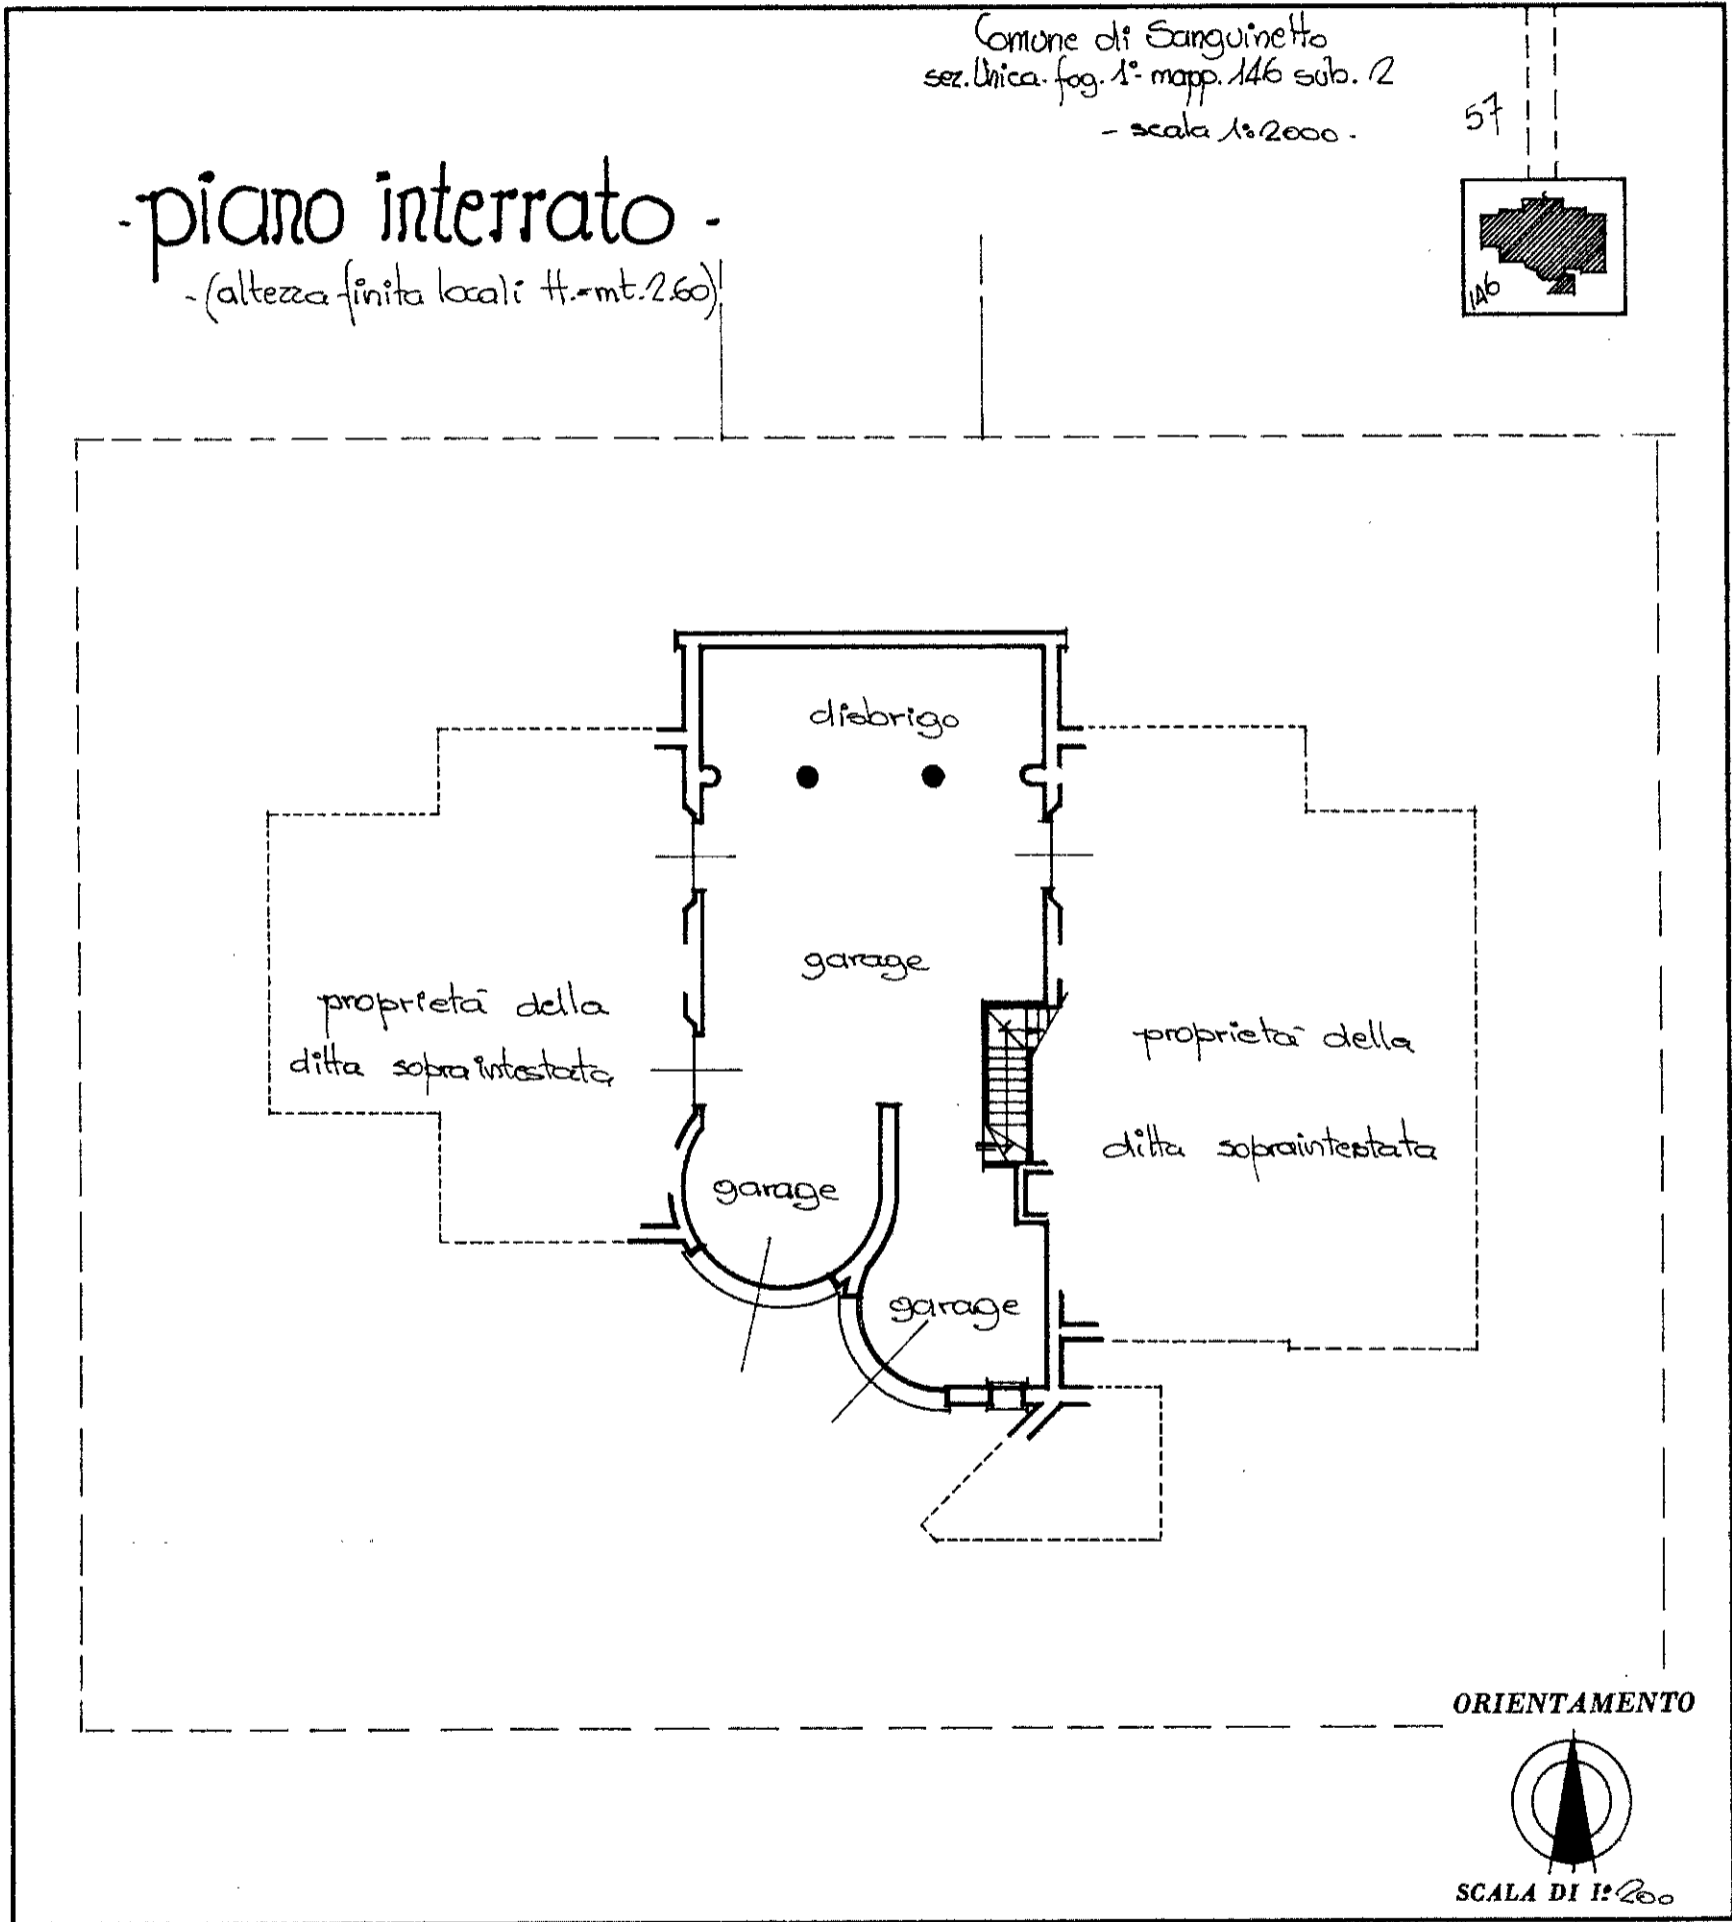 Comune di Sanguinetto
sez. Unica. fog. 1°- mapp. 146 sub. 2
- scala 1:2000 -
57
146
- piano interrato -
- (altezza finita locali H.=mt.2.60)
disbrigo
garage
proprietà della
ditta sopraintestata
proprietà della
ditta sopraintestata
garage
garage
ORIENTAMENTO
SCALA DI 1:200